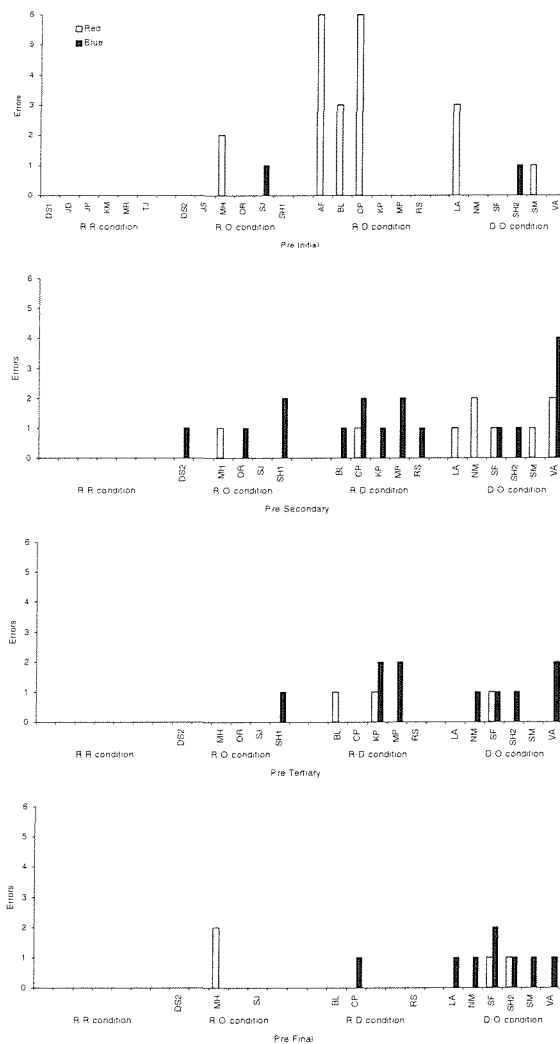 6
Red
Blue
5
4
3
2
1
0
Errors
DS1 JD JP KM MR TJ DS2 JS MH OR SJ SH1 AF BL CP KP MP RS LA NM SF SH2 SM VA
R R condition R O condition R D condition D O condition
Pre Initial
6
5
4
3
2
1
0
Errors
DS2 MH OR SJ SH1 BL CP KP MP RS LA NM SF SH2 SM VA
R R condition R O condition R D condition D O condition
Pre Secondary
6
5
4
3
2
1
0
Errors
DS2 MH OR SJ SH1 BL CP KP MP RS LA NM SF SH2 SM VA
R R condition R O condition R D condition D O condition
Pre Tertiary
6
5
4
3
2
1
0
Errors
DS2 MH SJ BL CP RS LA NM SF SH2 SM VA
R R condition R O condition R D condition D O condition
Pre Final